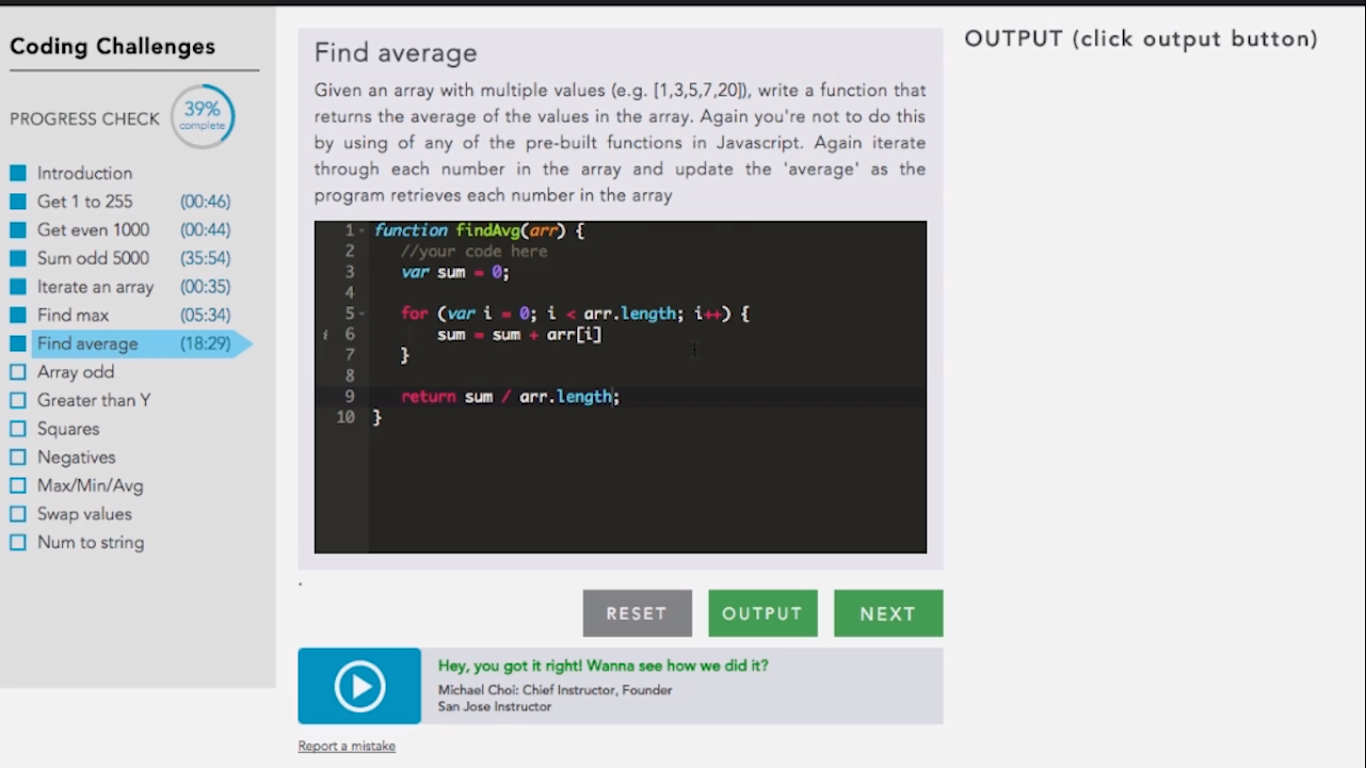 Coding Challenges
PROGRESS CHECK
39%
complete
Introduction
Get 1 to 255 (00:46)
Get even 1000 (00:44)
Sum odd 5000 (35:54)
Iterate an array (00:35)
Find max (05:34)
Find average (18:29)
Array odd
Greater than Y
Squares
Negatives
Max/Min/Avg
Swap values
Num to string
Find average
Given an array with multiple values (e.g. [1,3,5,7,20]), write a function that
returns the average of the values in the array. Again you're not to do this
by using of any of the pre-built functions in Javascript. Again iterate
through each number in the array and update the 'average' as the
program retrieves each number in the array
1 function findAvg(arr) {
2 //your code here
3 var sum = 0;
4
5 for (var i = 0; i < arr.length; i++) {
i 6 sum = sum + arr[i]
7 }
8
9 return sum / arr.length;
10 }
.
RESET OUTPUT NEXT
Hey, you got it right! Wanna see how we did it?
Michael Choi: Chief Instructor, Founder
San Jose Instructor
Report a mistake
OUTPUT (click output button)